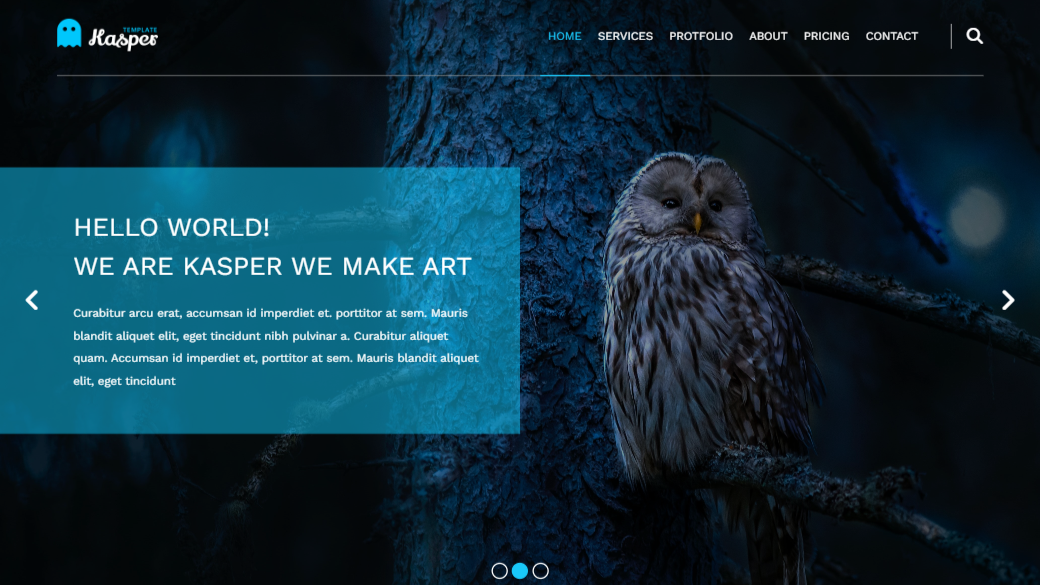 TEMPLATE
Kasper
HOME SERVICES PROTFOLIO ABOUT PRICING CONTACT
HELLO WORLD!
WE ARE KASPER WE MAKE ART
Curabitur arcu erat, accumsan id imperdiet et. porttitor at sem. Mauris
blandit aliquet elit, eget tincidunt nibh pulvinar a. Curabitur aliquet
quam. Accumsan id imperdiet et, porttitor at sem. Mauris blandit aliquet
elit, eget tincidunt